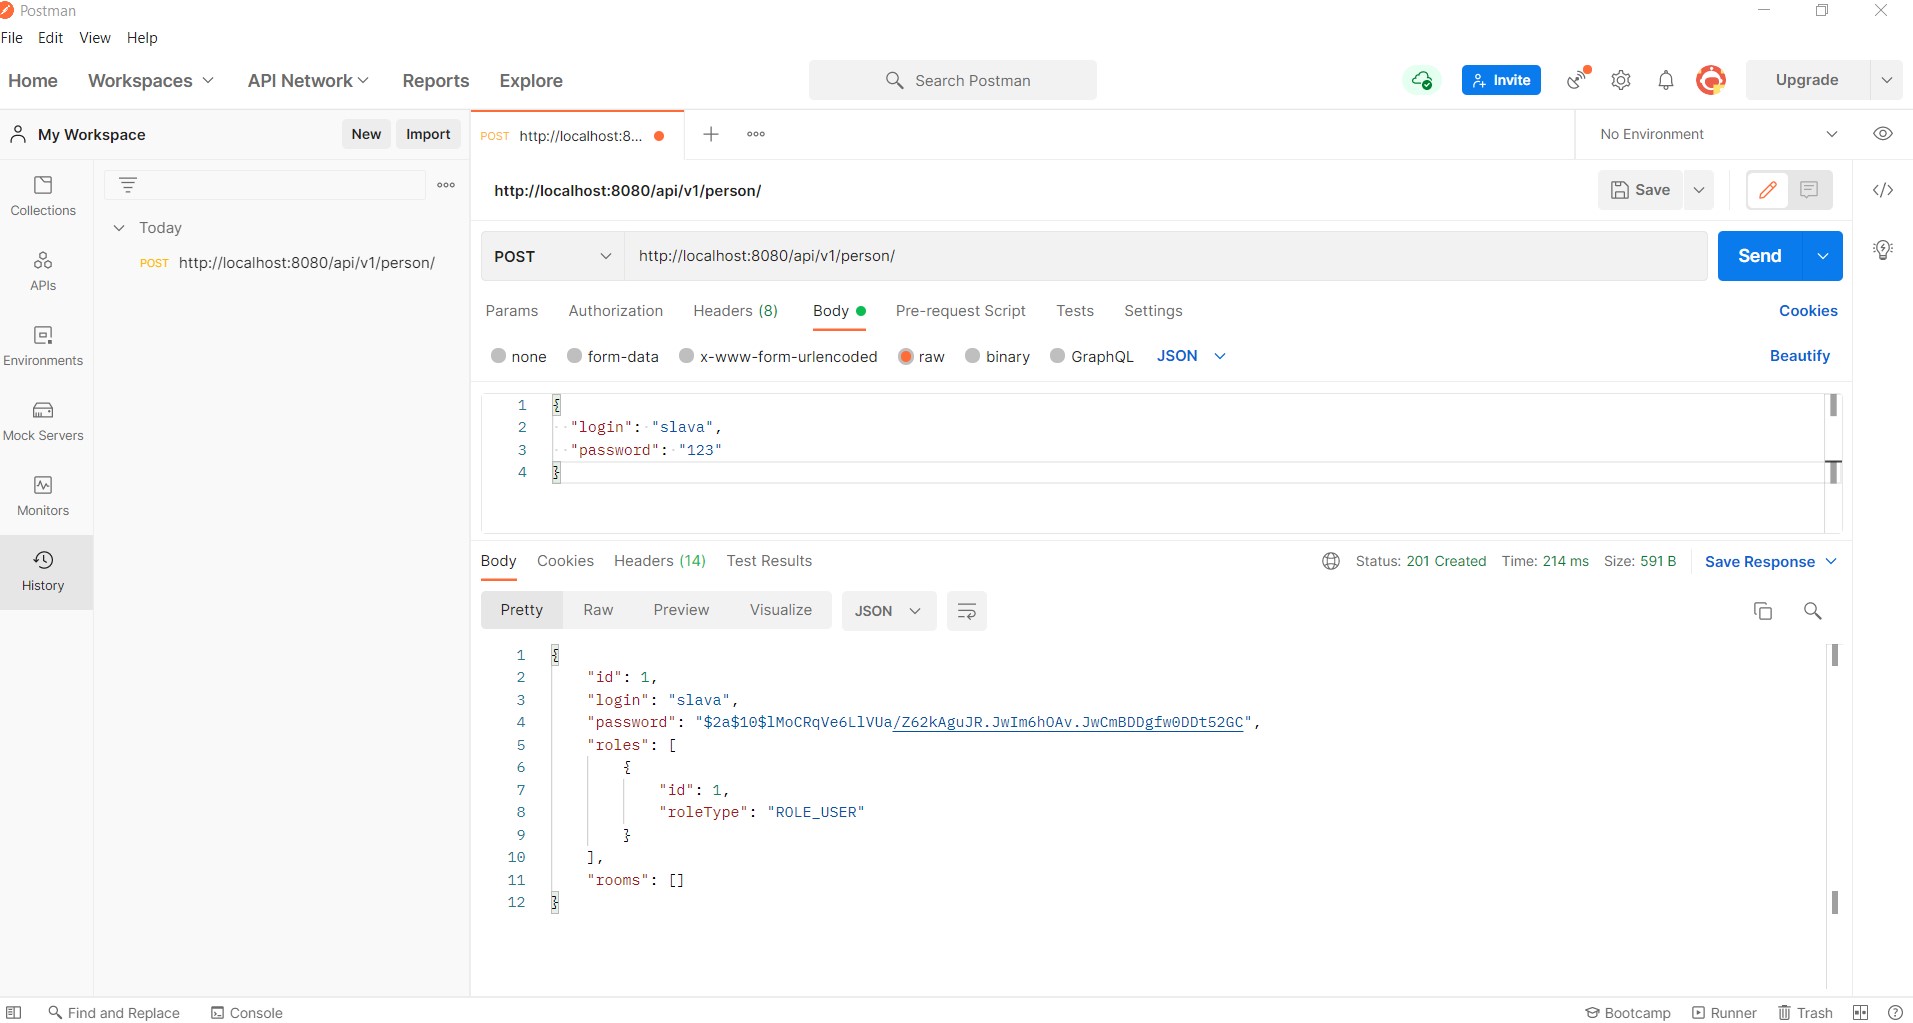 Postman
File Edit View Help
Home Workspaces API Network Reports Explore Search Postman Invite Upgrade
My Workspace New Import POST http://localhost:8... No Environment
Collections
APIs
Environments
Mock Servers
Monitors
History
Today
POST http://localhost:8080/api/v1/person/
http://localhost:8080/api/v1/person/ Save
POST http://localhost:8080/api/v1/person/ Send
Params Authorization Headers (8) Body Pre-request Script Tests Settings Cookies
none form-data x-www-form-urlencoded raw binary GraphQL JSON Beautify
1 {
2 "login": "slava",
3 "password": "123"
4 }
Body Cookies Headers (14) Test Results Status: 201 Created Time: 214 ms Size: 591 B Save Response
Pretty Raw Preview Visualize JSON
1 {
2 "id": 1,
3 "login": "slava",
4 "password": "$2a$10$lMoCRqVe6LlVUa/Z62kAguJR.JwIm6hOAv.JwCmBDDgfw0DDt52GC",
5 "roles": [
6 {
7 "id": 1,
8 "roleType": "ROLE_USER"
9 }
10 ],
11 "rooms": []
12 }
Find and Replace Console Bootcamp Runner Trash